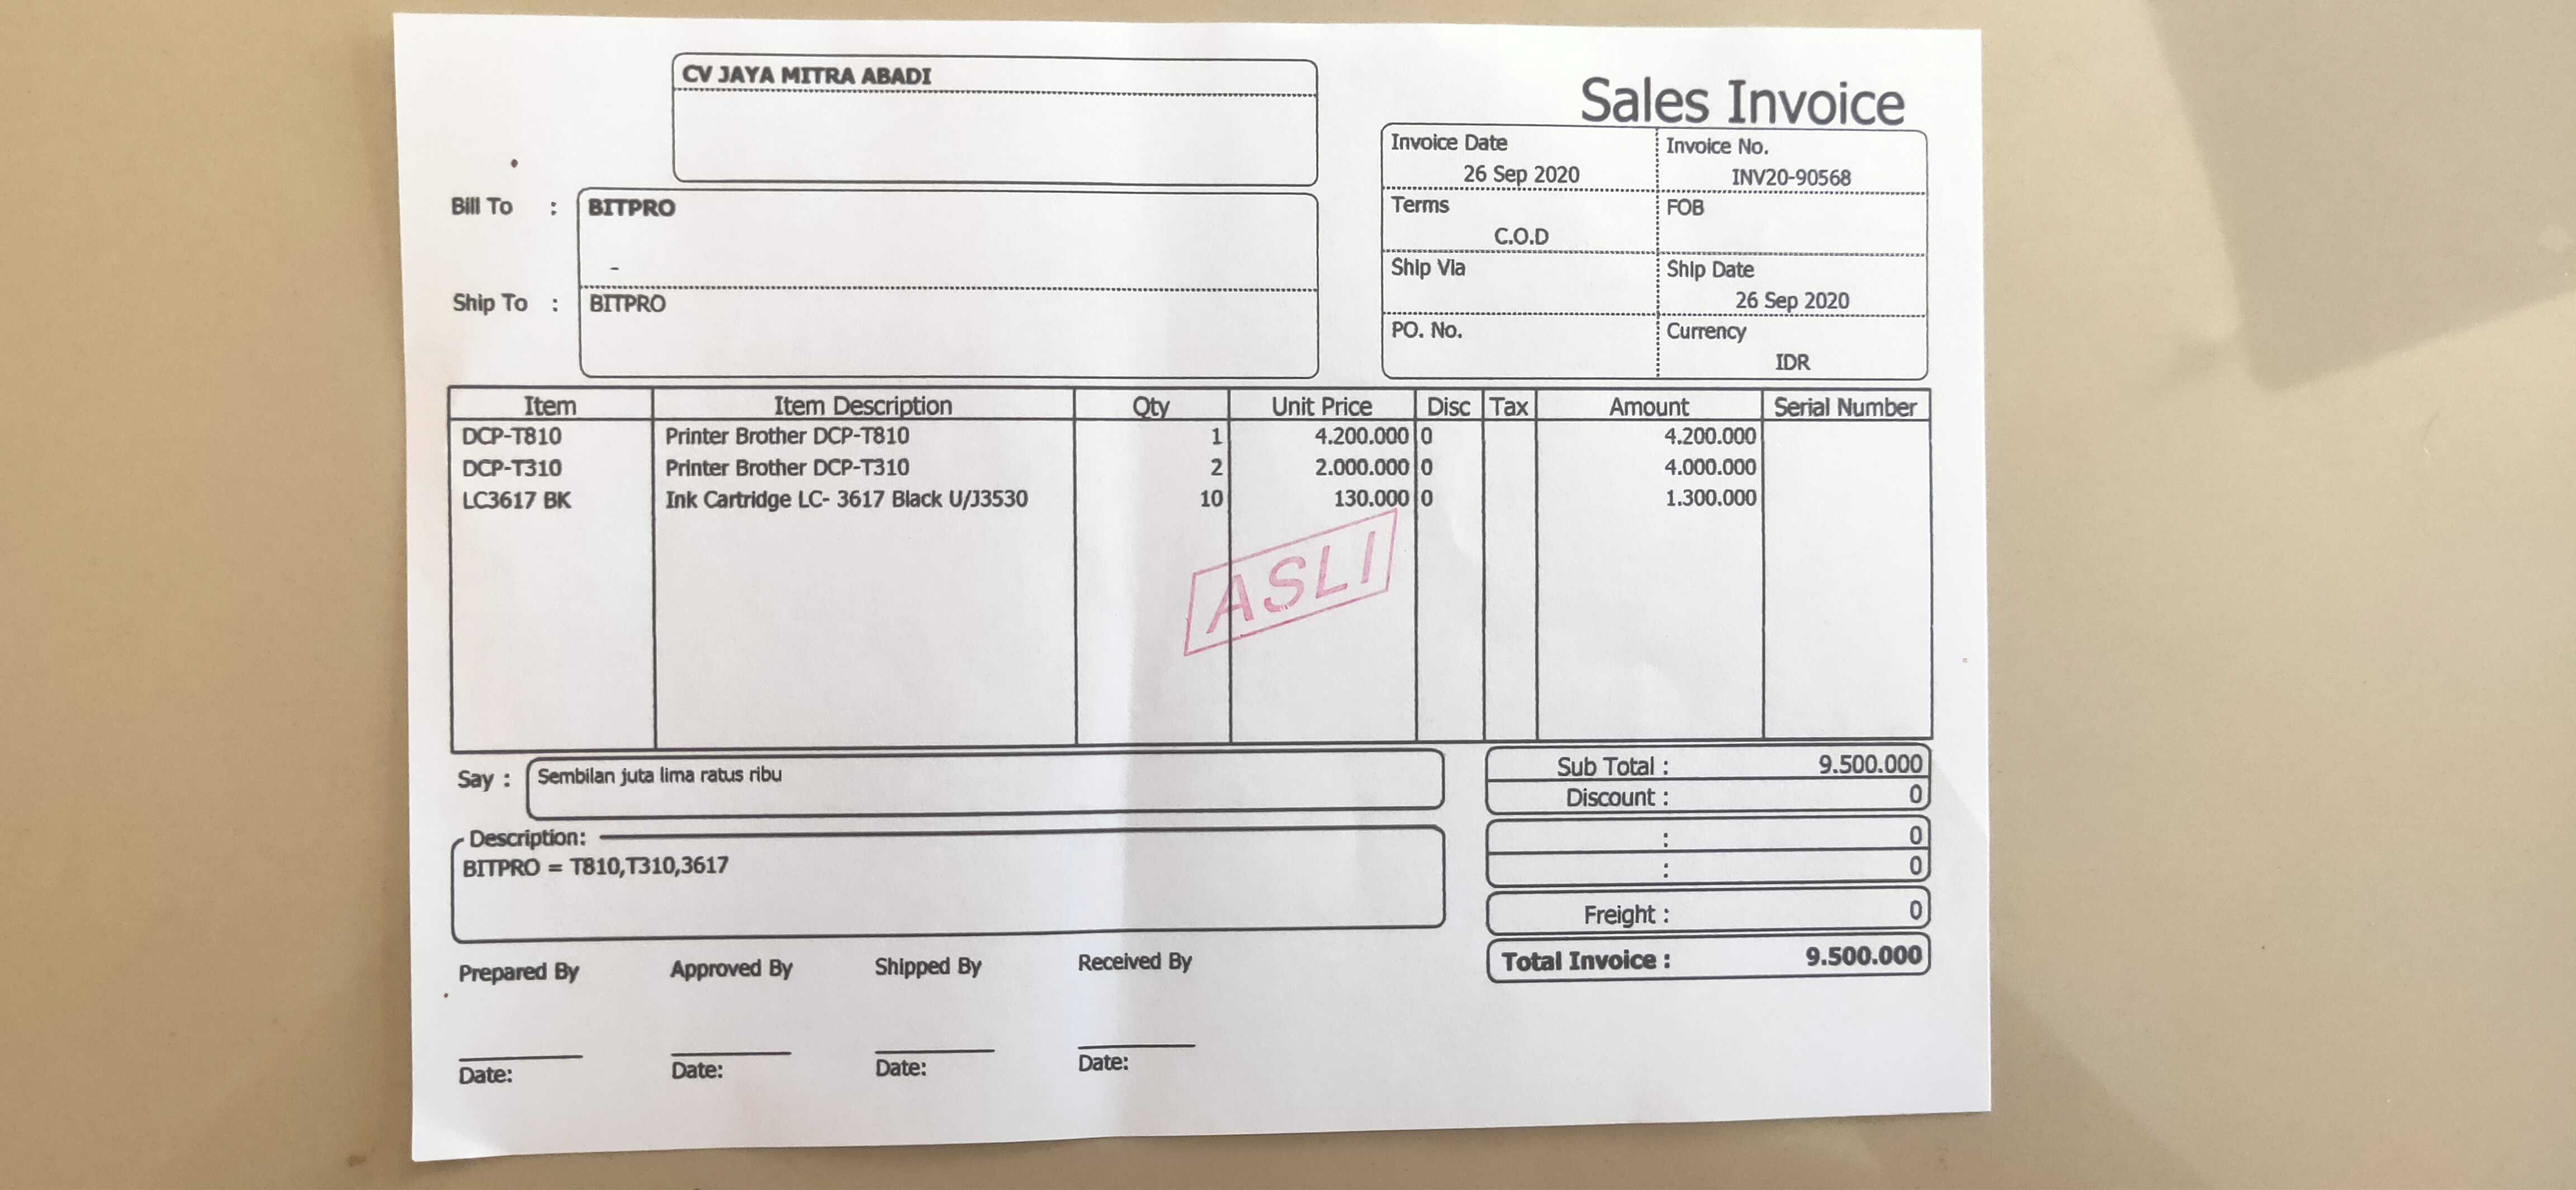 CV JAYA MITRA ABADI
Sales Invoice
Invoice Date
26 Sep 2020
Invoice No.
INV20-90568
Terms
C.O.D
FOB
Ship Via
Ship Date
26 Sep 2020
PO. No.
Currency
IDR
Bill To : BITPRO
-
Ship To : BITPRO
Item Item Description Qty Unit Price Disc Tax Amount Serial Number
DCP-T810 Printer Brother DCP-T810 1 4.200.000 0 4.200.000
DCP-T310 Printer Brother DCP-T310 2 2.000.000 0 4.000.000
LC3617 BK Ink Cartridge LC- 3617 Black U/J3530 10 130.000 0 1.300.000
ASLI
Say : Sembilan juta lima ratus ribu
Description:
BITPRO = T810,T310,3617
Sub Total : 9.500.000
Discount : 0
: 0
: 0
Freight : 0
Total Invoice : 9.500.000
Prepared By Approved By Shipped By Received By
Date: Date: Date: Date: